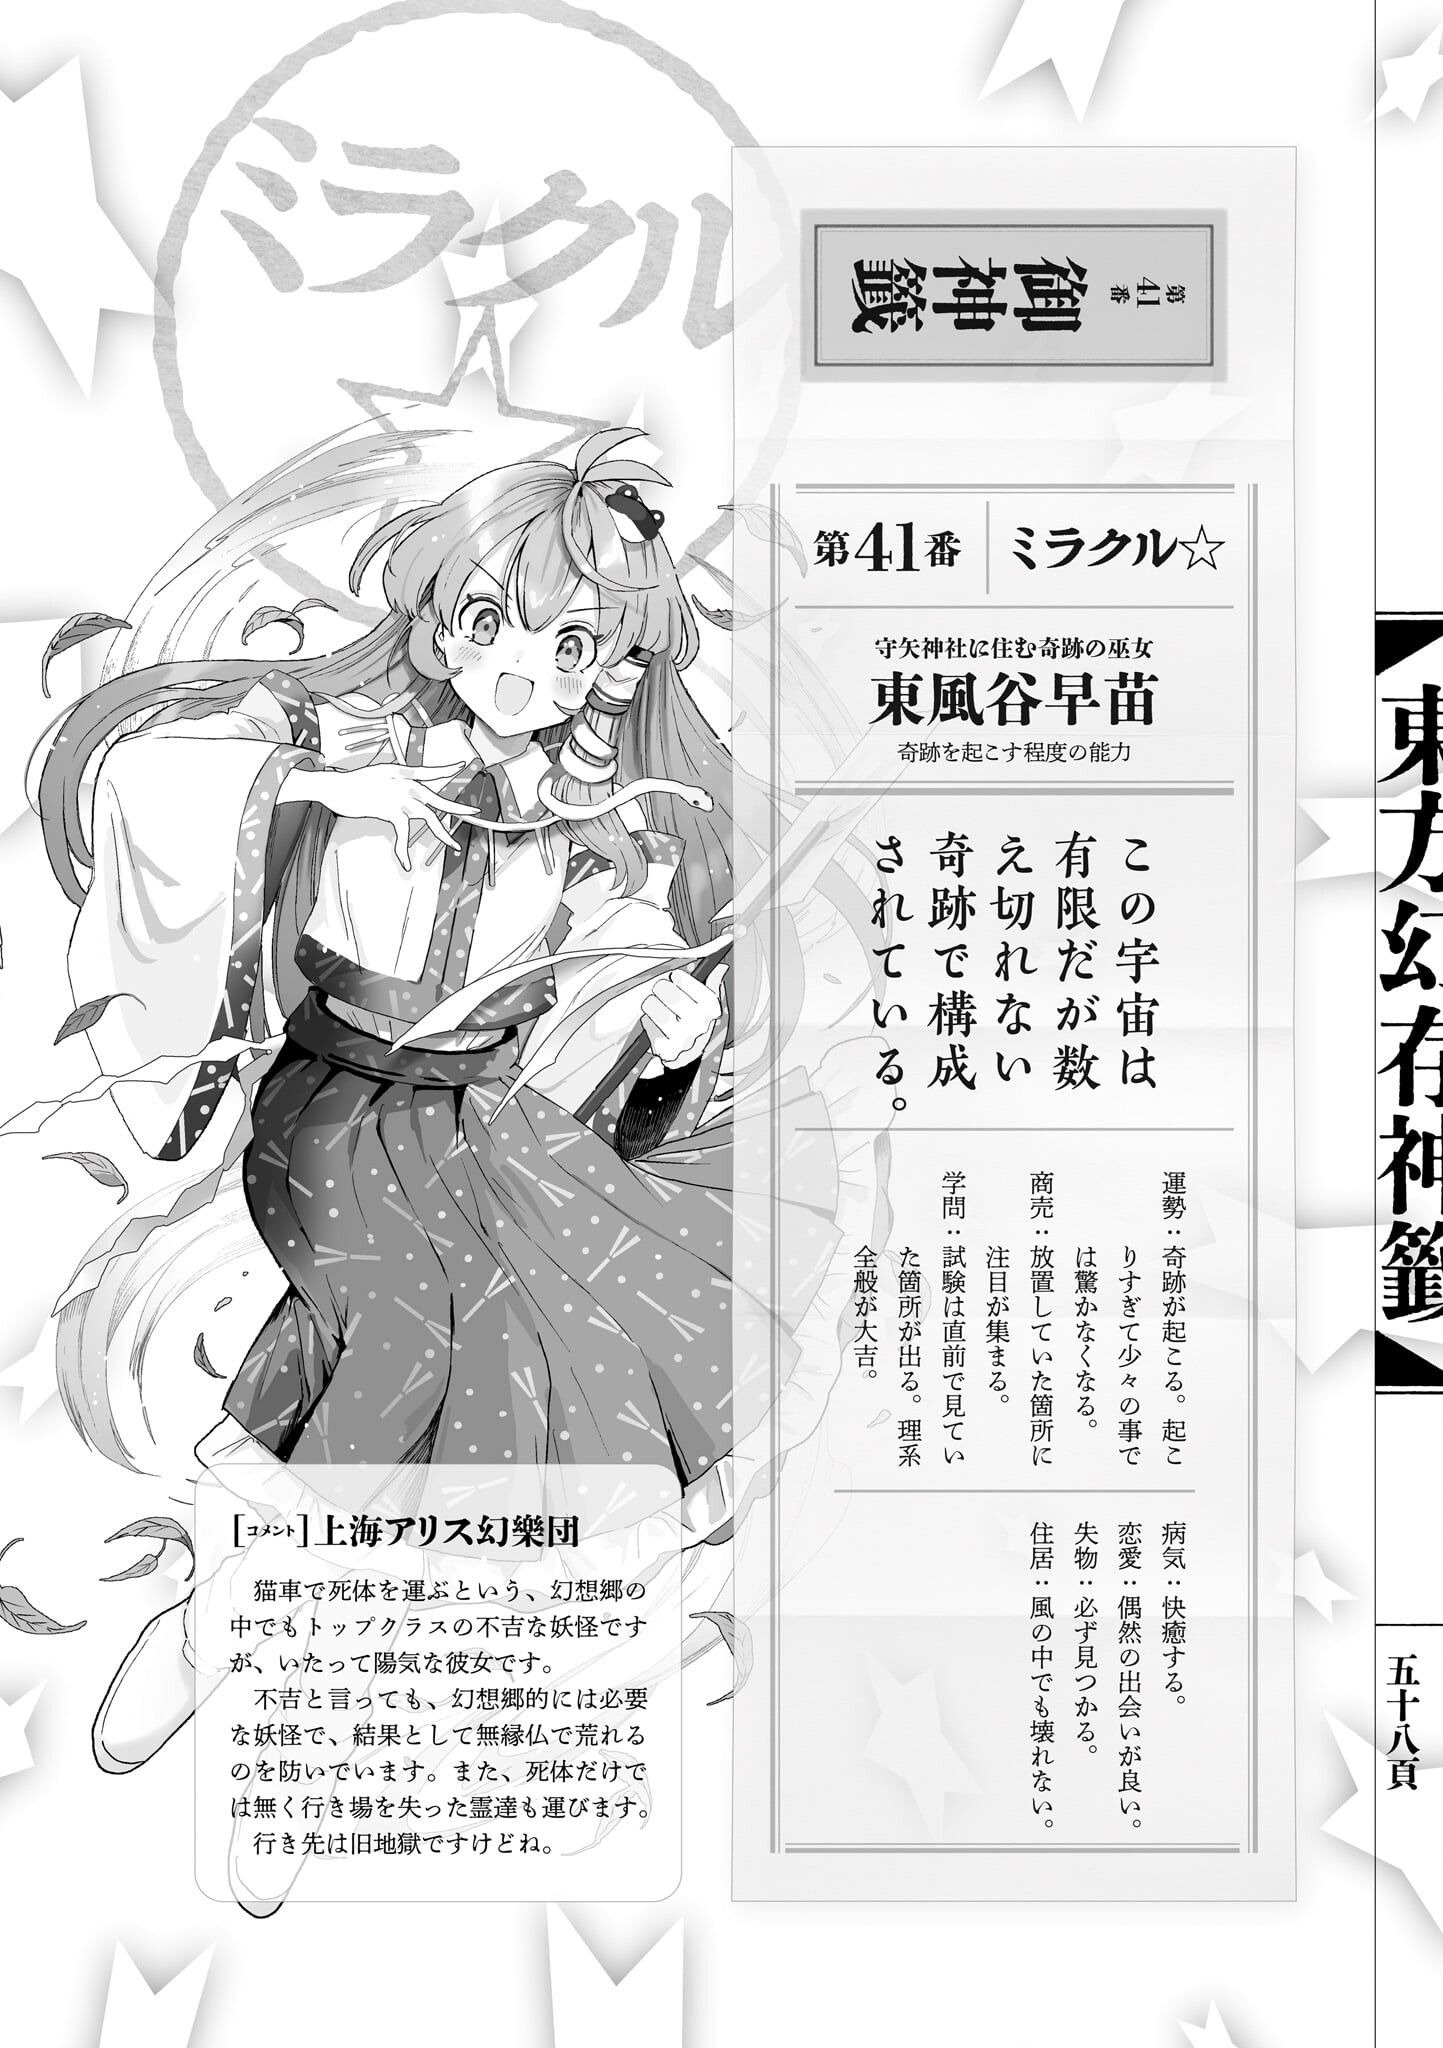 ミラクル
☆
第41番
御神籤
第41番
ミラクル☆
守矢神社に住む奇跡の巫女
東風谷早苗
奇跡を起こす程度の能力
この宇宙は
有限だが数
え切れない
奇跡で構成
されている。
運勢：奇跡が起こる。起こ
りすぎて少々の事で
は驚かなくなる。
商売：放置していた箇所に
注目が集まる。
学問：試験は直前で見てい
た箇所が出る。理系
全般が大吉。
病気：快癒する。
恋愛：偶然の出会いが良い。
失物：必ず見つかる。
住居：風の中でも壊れない。
［コメント］上海アリス幻樂団
猫車で死体を運ぶという、幻想郷の
中でもトップクラスの不吉な妖怪です
が、いたって陽気な彼女です。
不吉と言っても、幻想郷的には必要
な妖怪で、結果として無縁仏で荒れる
のを防いでいます。また、死体だけで
は無く行き場を失った霊達も運びます。
行き先は旧地獄ですけどね。
東方幻存神籤
五十八頁